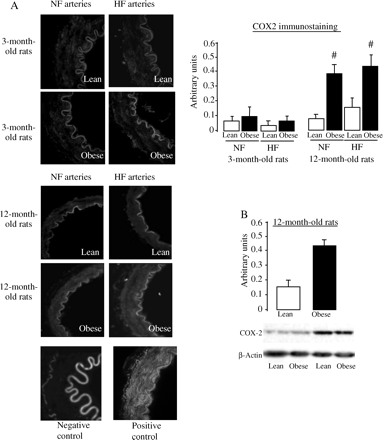 A
NF arteries
HF arteries
3-month-
old rats
Lean
Lean
3-month-
old rats
Obese
Obese
NF arteries
HF arteries
12-month-
old rats
Lean
Lean
12-month-
old rats
Obese
Obese
Negative
control
Positive
control
COX2 immunostaining
Arbitrary units
0.6
0.5
0.4
0.3
0.2
0.1
0
#
#
Lean Obese Lean Obese
Lean Obese Lean Obese
NF HF NF HF
3-month-old rats 12-month-old rats
B
12-month-old rats
Arbitrary units
0.6
0.5
0.4
0.3
0.2
0.1
0
Lean Obese
COX-2
β-Actin
Lean Obese Lean Obese